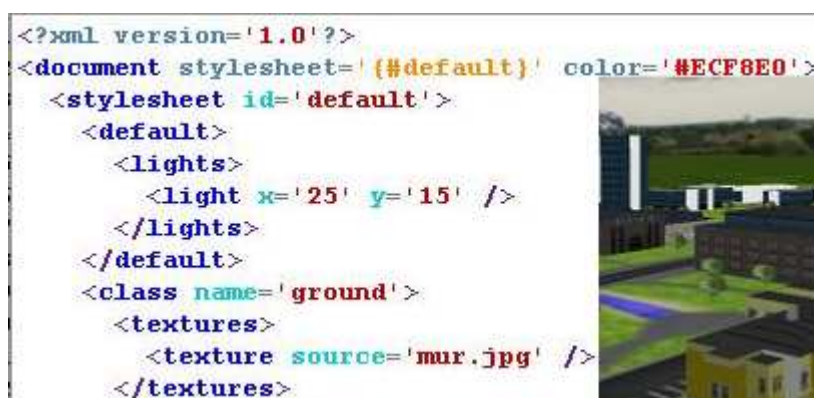 <?xml version='1.0'?>
<document stylesheet='{#default}' color='#ECF8E0'>
<stylesheet id='default'>
<default>
<lights>
<light x='25' y='15' />
</lights>
</default>
<class name='ground'>
<textures>
<texture source='mur.jpg' />
</textures>